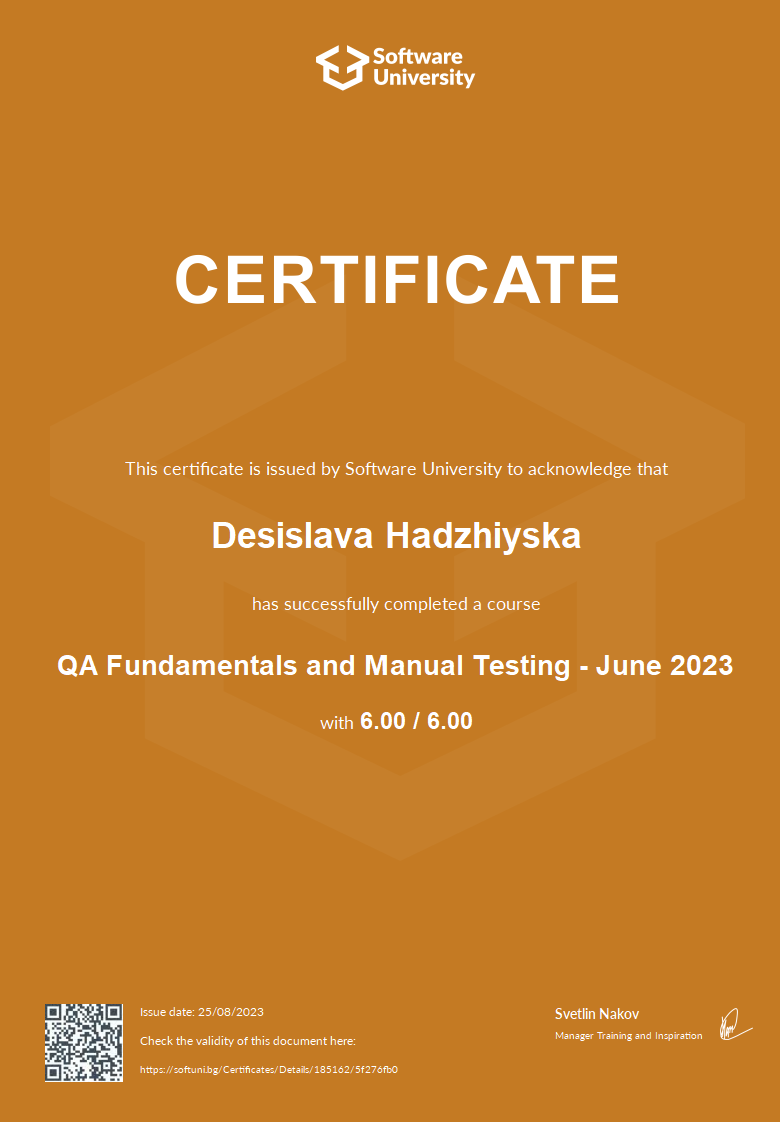 Software
University
CERTIFICATE
This certificate is issued by Software University to acknowledge that
Desislava Hadzhiyska
has successfully completed a course
QA Fundamentals and Manual Testing - June 2023
with 6.00 / 6.00
Issue date: 25/08/2023
Check the validity of this document here:
https://softuni.bg/Certificates/Details/185162/5f276fb0
Svetlin Nakov
Manager Training and Inspiration